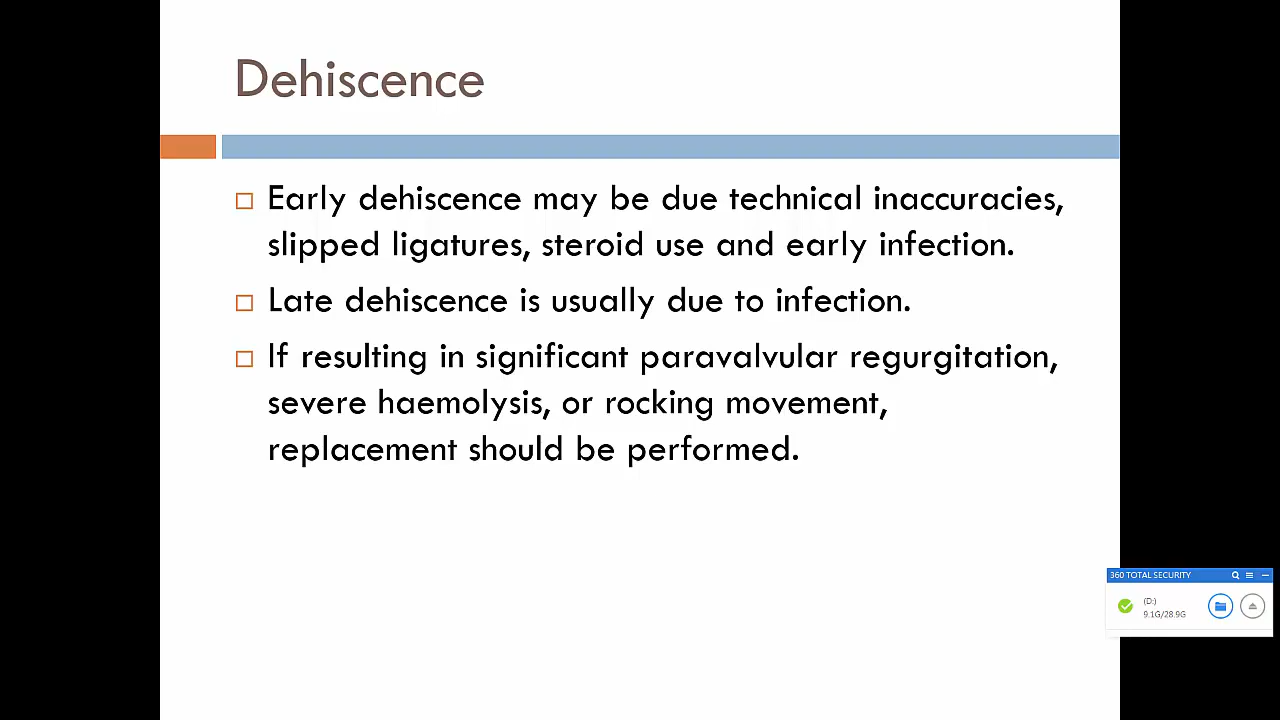 Dehiscence
Early dehiscence may be due technical inaccuracies,
slipped ligatures, steroid use and early infection.
Late dehiscence is usually due to infection.
If resulting in significant paravalvular regurgitation,
severe haemolysis, or rocking movement,
replacement should be performed.
360 TOTAL SECURITY
(D:)
9.1G/28.9G